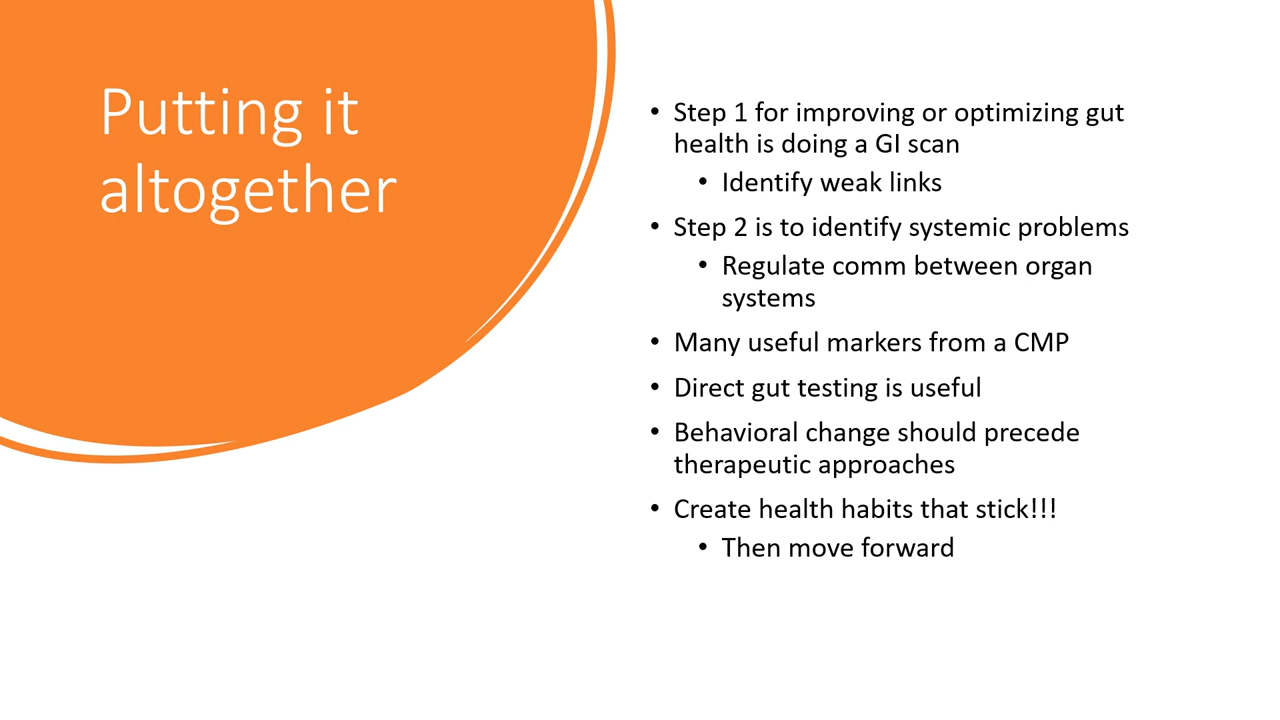 Putting it
altogether
• Step 1 for improving or optimizing gut
health is doing a GI scan
• Identify weak links
• Step 2 is to identify systemic problems
• Regulate comm between organ
systems
• Many useful markers from a CMP
• Direct gut testing is useful
• Behavioral change should precede
therapeutic approaches
• Create health habits that stick!!!
• Then move forward